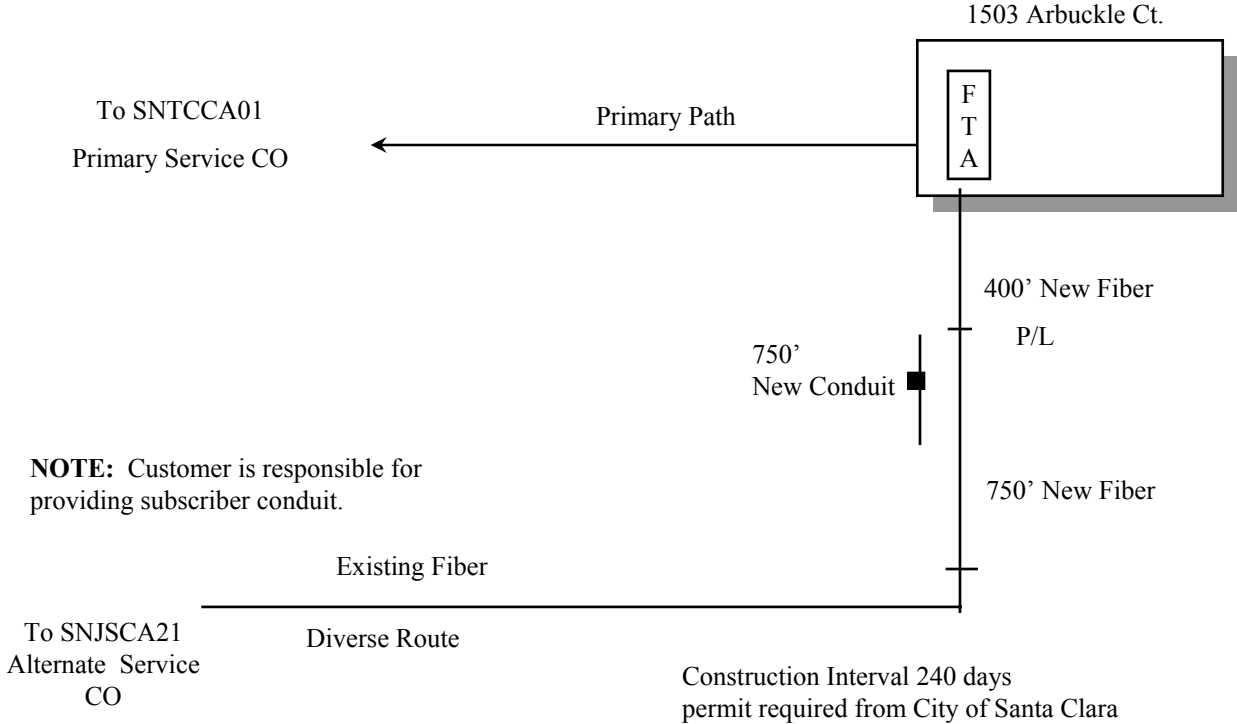 1503 Arbuckle Ct.
F
T
A
To SNTCCA01
Primary Service CO
Primary Path
400’ New Fiber
P/L
750’
New Conduit
NOTE: Customer is responsible for
providing subscriber conduit.
750’ New Fiber
Existing Fiber
To SNJSCA21
Alternate Service
CO
Diverse Route
Construction Interval 240 days
permit required from City of Santa Clara